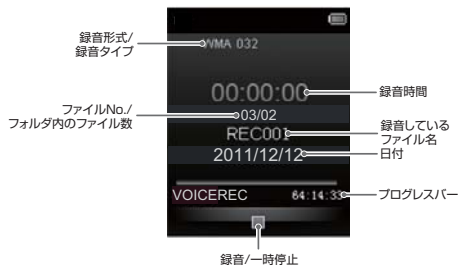 録音形式/
録音タイプ
WMA 032
00:00:00
録音時間
ファイルNo./
フォルダ内のファイル数
03/02
REC001
録音している
ファイル名
2011/12/12
日付
VOICEREC
64:14:33
プログレスバー
録音/一時停止